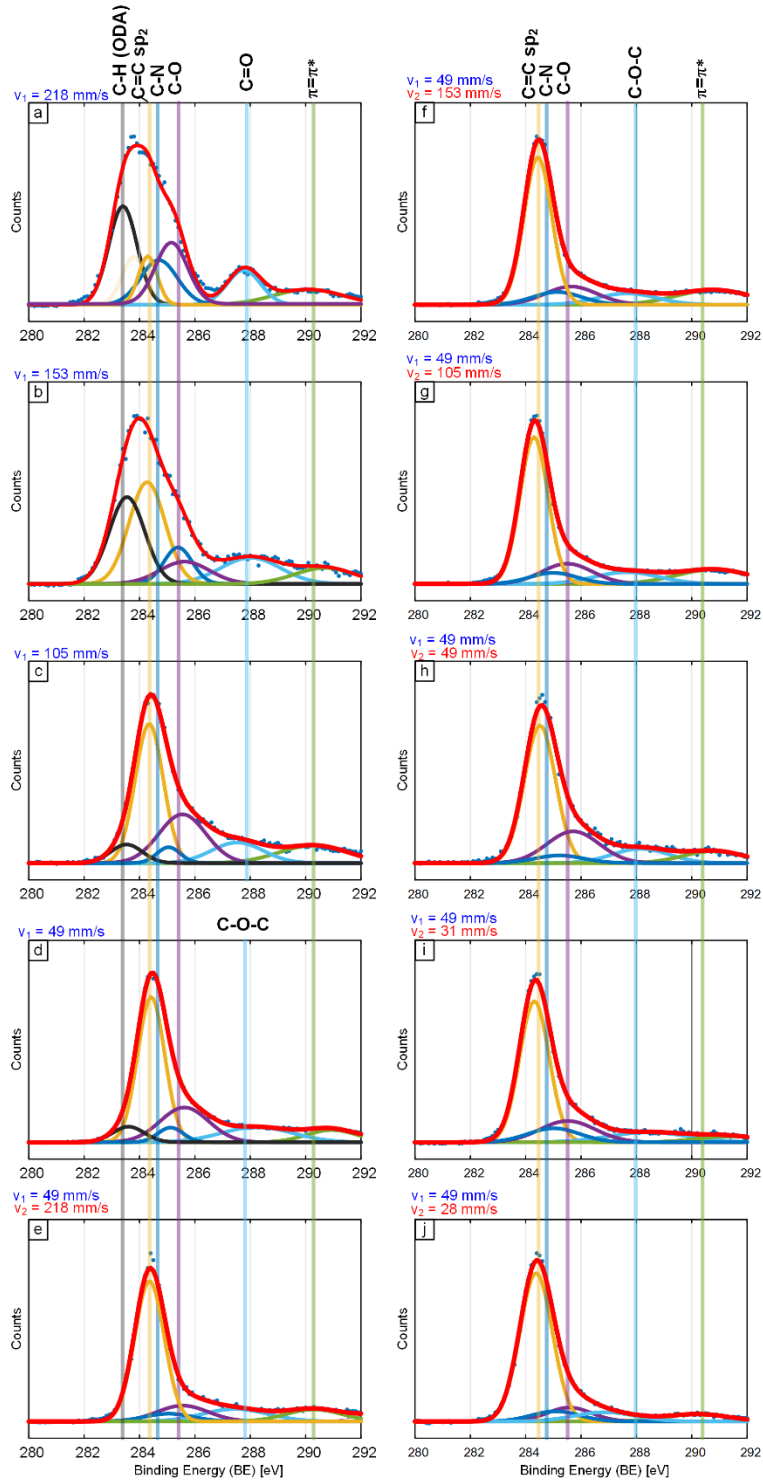 C-H (ODA)
C=C sp2
C-N
C-O
C=O
π=π*
v1 = 218 mm/s
a
Counts
280 282 284 286 288 290 292
v1 = 153 mm/s
b
Counts
280 282 284 286 288 290 292
v1 = 105 mm/s
c
Counts
280 282 284 286 288 290 292
C-O-C
v1 = 49 mm/s
d
Counts
280 282 284 286 288 290 292
v1 = 49 mm/s
v2 = 218 mm/s
e
Counts
280 282 284 286 288 290 292
Binding Energy (BE) [eV]
C=C sp2
C-N
C-O
C-O-C
π=π*
v1 = 49 mm/s
v2 = 153 mm/s
f
Counts
280 282 284 286 288 290 292
v1 = 49 mm/s
v2 = 105 mm/s
g
Counts
280 282 284 286 288 290 292
v1 = 49 mm/s
v2 = 49 mm/s
h
Counts
280 282 284 286 288 290 292
v1 = 49 mm/s
v2 = 31 mm/s
i
Counts
280 282 284 286 288 290 292
v1 = 49 mm/s
v2 = 28 mm/s
j
Counts
280 282 284 286 288 290 292
Binding Energy (BE) [eV]